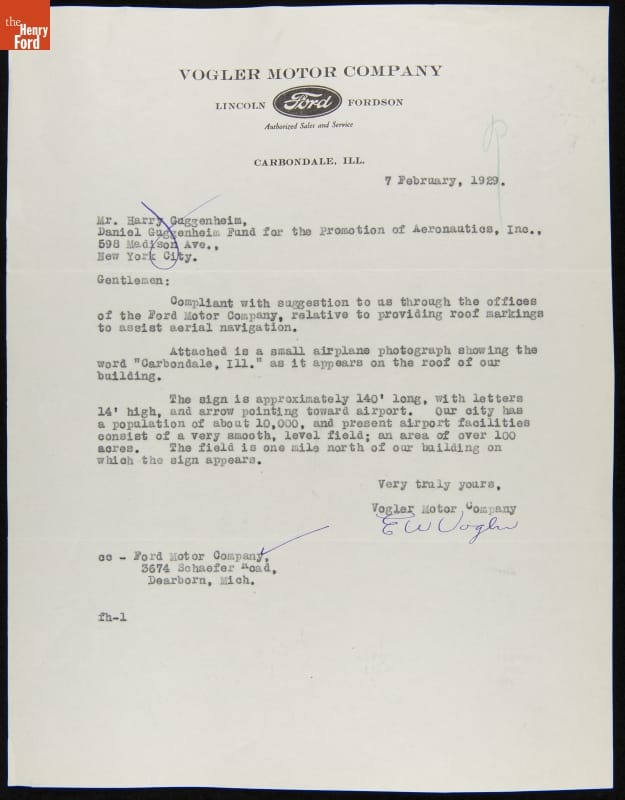 the
Henry
Ford
VOGLER MOTOR COMPANY
LINCOLN Ford FORDSON
Authorized Sales and Service
CARBONDALE, ILL.
7 February, 1929.
Mr. Harry Guggenheim,
Daniel Guggenheim Fund for the Promotion of Aeronautics, Inc.,
598 Madison Ave.,
New York City.
Gentlemen:
Compliant with suggestion to us through the offices
of the Ford Motor Company, relative to providing roof markings
to assist aerial navigation.
Attached is a small airplane photograph showing the
word "Carbondale, Ill." as it appears on the roof of our
building.
The sign is approximately 140' long, with letters
14' high, and arrow pointing toward airport. Our city has
a population of about 10,000, and present airport facilities
consist of a very smooth, level field; an area of over 100
acres. The field is one mile north of our building on
which the sign appears.
Very truly yours,
Vogler Motor Company
E W Vogler
cc - Ford Motor Company,
3674 Schaefer Road,
Dearborn, Mich.
fh-1